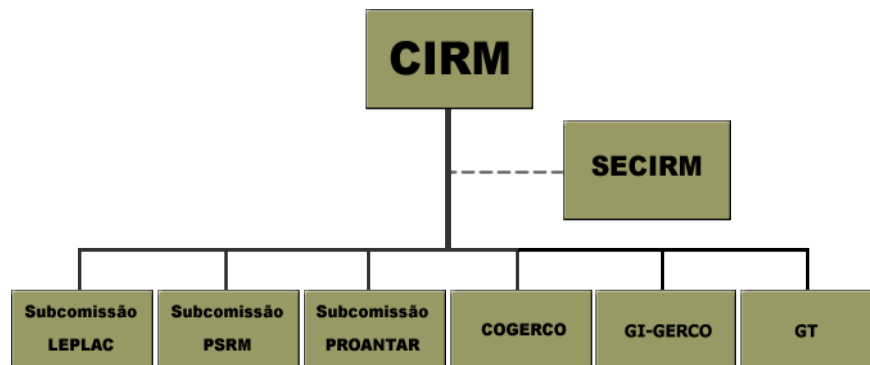 CIRM
SECIRM
Subcomissão
LEPLAC
Subcomissão
PSRM
Subcomissão
PROANTAR
COGERCO
GI-GERCO
GT